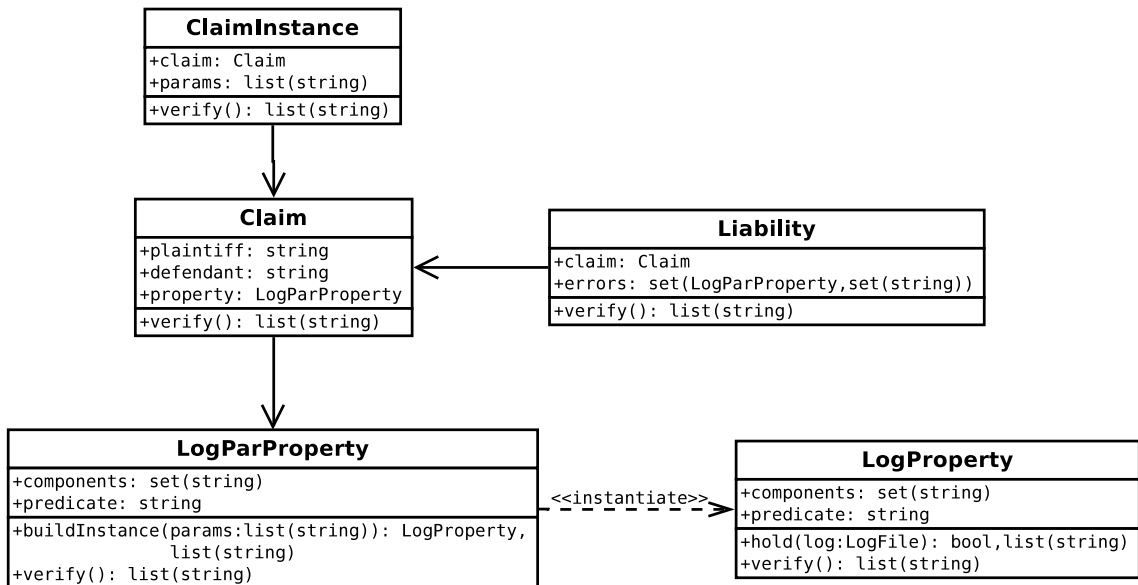 ClaimInstance
+claim: Claim
+params: list(string)
+verify(): list(string)
Claim
+plaintiff: string
+defendant: string
+property: LogParProperty
+verify(): list(string)
Liability
+claim: Claim
+errors: set(LogParProperty,set(string))
+verify(): list(string)
LogParProperty
+components: set(string)
+predicate: string
+buildInstance(params:list(string)): LogProperty,
list(string)
+verify(): list(string)
<<instantiate>>
LogProperty
+components: set(string)
+predicate: string
+hold(log:LogFile): bool,list(string)
+verify(): list(string)